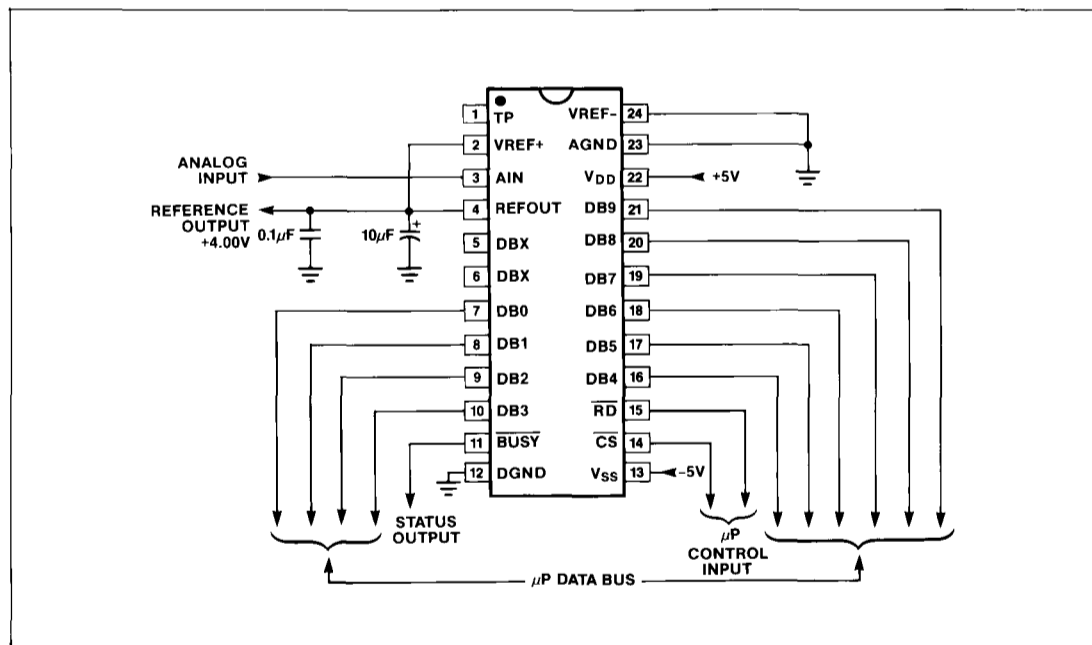 1 TP VREF- 24
2 VREF+ AGND 23
ANALOG
INPUT
3 AIN VDD 22 +5V
REFERENCE
OUTPUT
+4.00V
4 REFOUT DB9 21
0.1µF
10µF
+
5 DBX DB8 20
6 DBX DB7 19
7 DB0 DB6 18
8 DB1 DB5 17
9 DB2 DB4 16
10 DB3 RD 15
11 BUSY CS 14
12 DGND VSS 13 -5V
STATUS
OUTPUT
µP
CONTROL
INPUT
µP DATA BUS